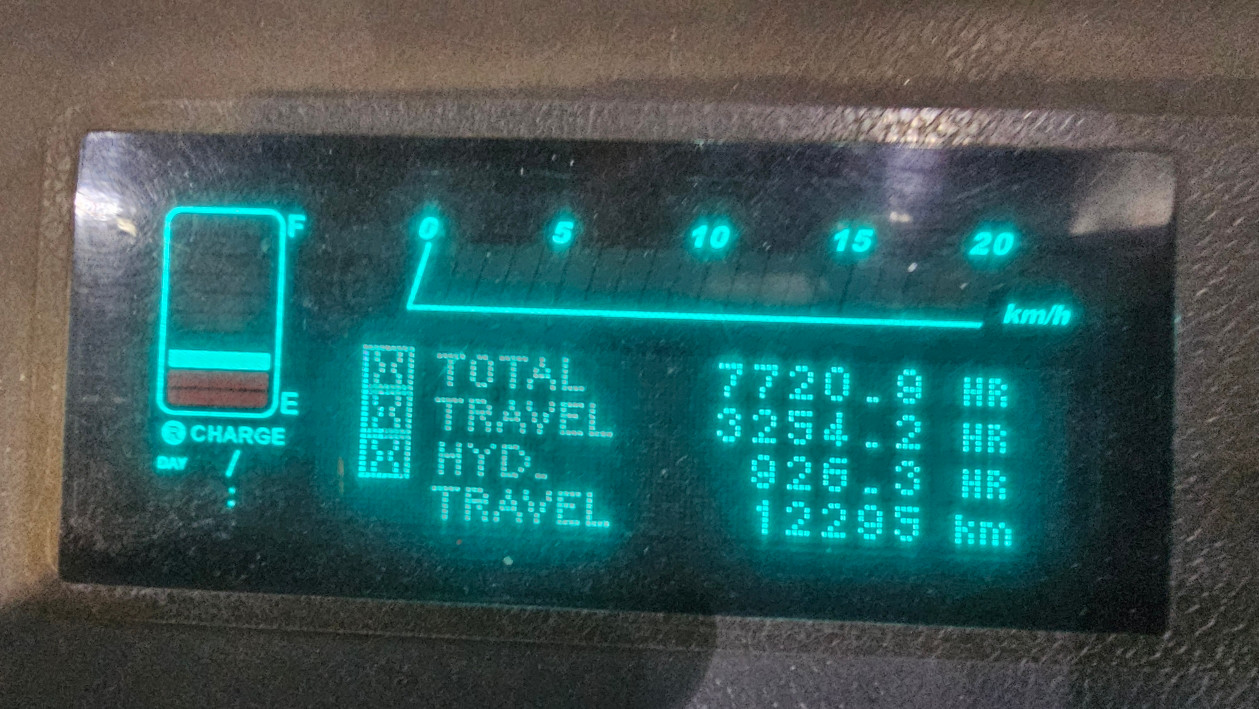 F
0 5 10 15 20
km/h
E
R CHARGE
DAY / :
TOTAL 7720.9 HR
TRAVEL 3254.2 HR
HYD. 926.3 HR
TRAVEL 12295 km